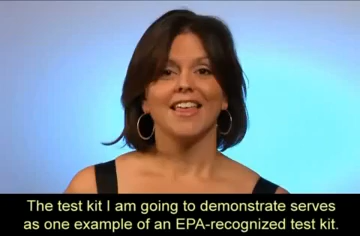 The test kit I am going to demonstrate serves
as one example of an EPA-recognized test kit.